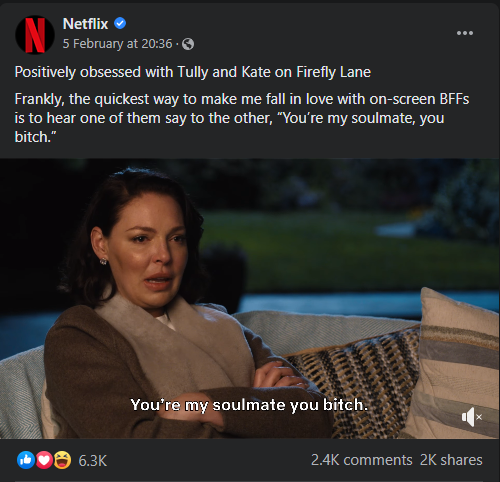 Netflix
5 February at 20:36 ·
Positively obsessed with Tully and Kate on Firefly Lane
Frankly, the quickest way to make me fall in love with on-screen BFFs
is to hear one of them say to the other, “You’re my soulmate, you
bitch.”
You're my soulmate you bitch.
6.3K 2.4K comments 2K shares